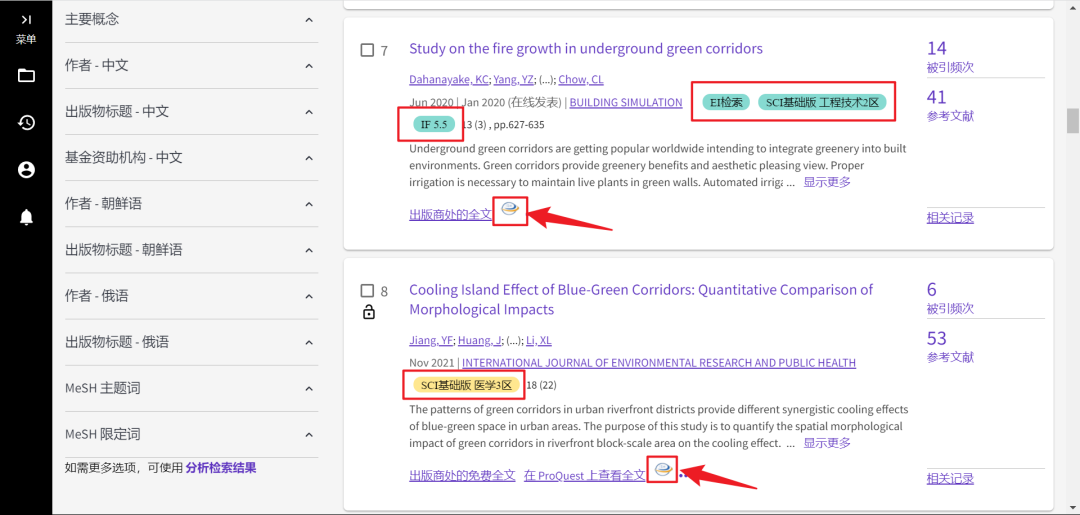 菜单
主要概念
作者 - 中文
出版物标题 - 中文
基金资助机构 - 中文
作者 - 朝鲜语
出版物标题 - 朝鲜语
作者 - 俄语
出版物标题 - 俄语
MeSH 主题词
MeSH 限定词
如需更多选项，可使用 分析检索结果
7 Study on the fire growth in underground green corridors
Dahanayake, KC; Yang, YZ; (...); Chow, CL
Jun 2020 | Jan 2020 (在线发表) | BUILDING SIMULATION EI检索 SCI基础版 工程技术2区
IF 5.5 13 (3) , pp.627-635
Underground green corridors are getting popular worldwide intending to integrate greenery into built
environments. Green corridors provide greenery benefits and aesthetic pleasing view. Proper
irrigation is necessary to maintain live plants in green walls. Automated irriga ... 显示更多
出版商处的全文
14
被引频次
41
参考文献
相关记录
8 Cooling Island Effect of Blue-Green Corridors: Quantitative Comparison of
Morphological Impacts
Jiang, YF; Huang, J; (...); Li, XL
Nov 2021 | INTERNATIONAL JOURNAL OF ENVIRONMENTAL RESEARCH AND PUBLIC HEALTH
SCI基础版 医学3区 18 (22)
The patterns of green corridors in urban riverfront districts provide different synergistic cooling effects
of blue-green space in urban areas. The purpose of this study is to quantify the spatial morphological
impact of green corridors in riverfront block-scale area on the cooling effect. ... 显示更多
出版商处的免费全文 在 ProQuest 上查看全文
6
被引频次
53
参考文献
相关记录